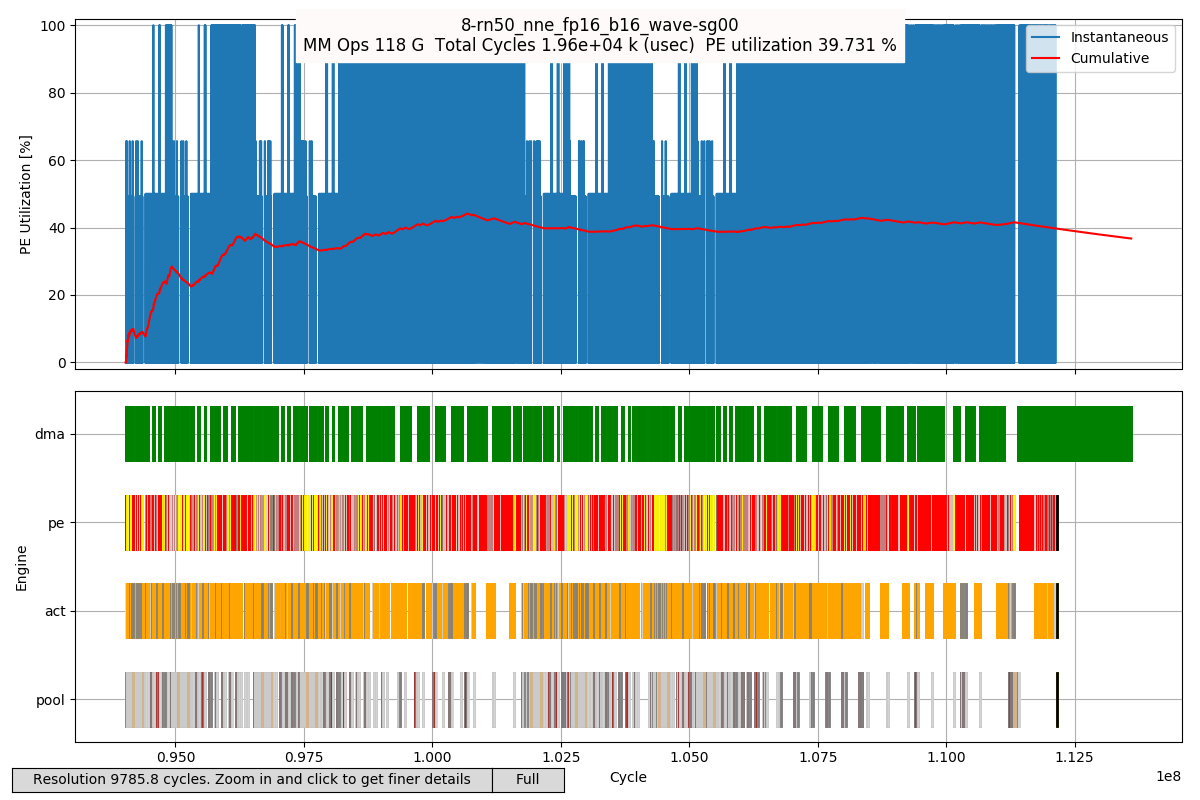 8-rn50_nne_fp16_b16_wave-sg00
MM Ops 118 G  Total Cycles 1.96e+04 k (usec)  PE utilization 39.731 %
Instantaneous
Cumulative
PE Utilization [%]
100
80
60
40
20
0
Engine
dma
pe
act
pool
0.950
0.975
1.000
1.025
1.050
1.075
1.100
1.125
Cycle
1e8
Resolution 9785.8 cycles. Zoom in and click to get finer details
Full